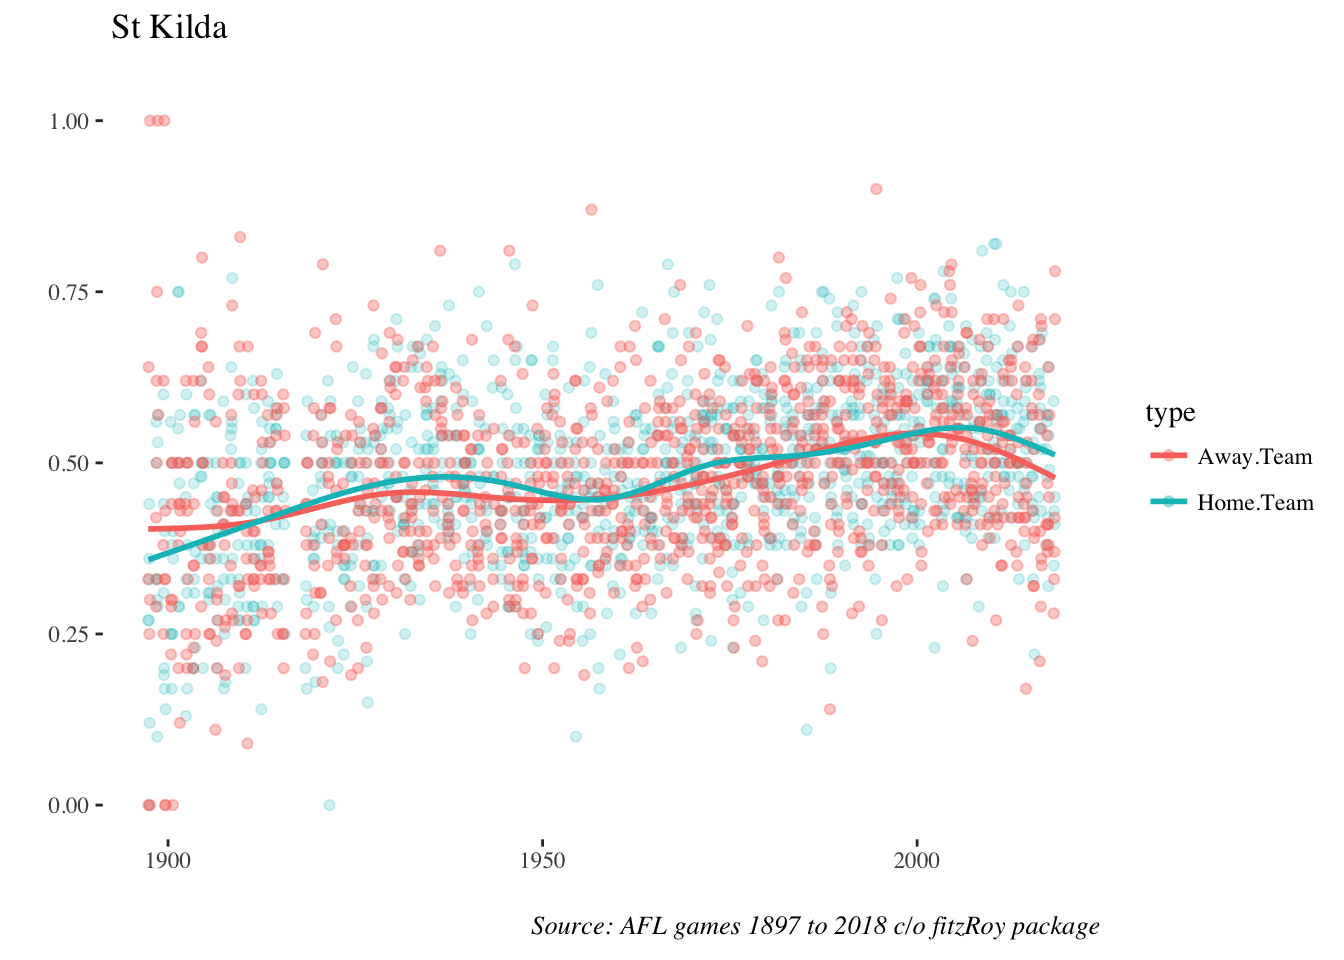 St Kilda
1.00
0.75
0.50
0.25
0.00
1900 1950 2000
type
Away.Team
Home.Team
Source: AFL games 1897 to 2018 c/o fitzRoy package